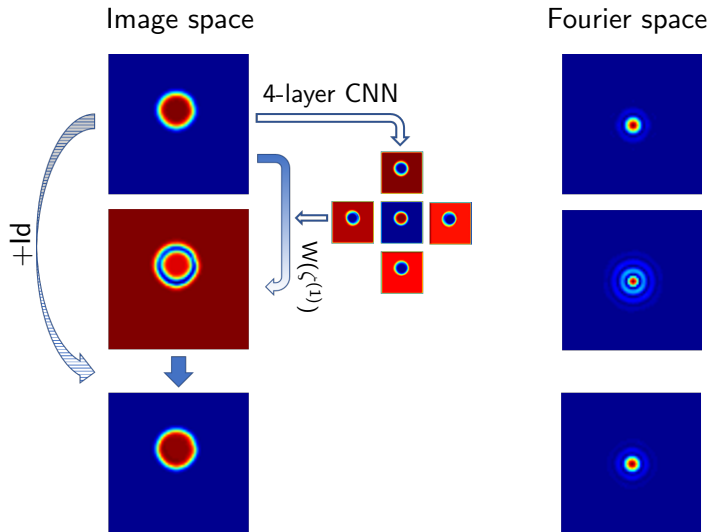 Image space
Fourier space
4-layer CNN
+Id
W(ζ⁽¹⁾)